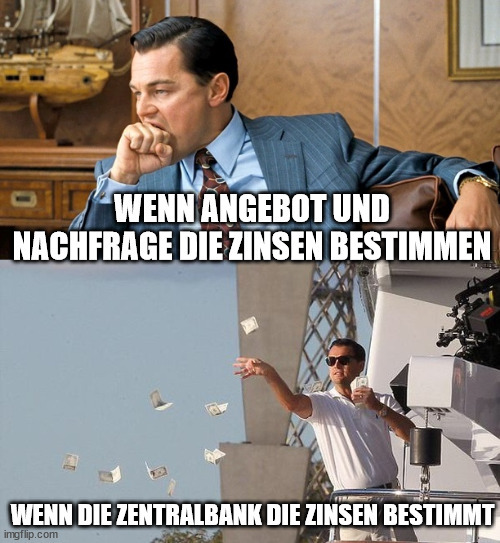 WENN ANGEBOT UND
NACHFRAGE DIE ZINSEN BESTIMMEN
WENN DIE ZENTRALBANK DIE ZINSEN BESTIMMT
imgflip.com